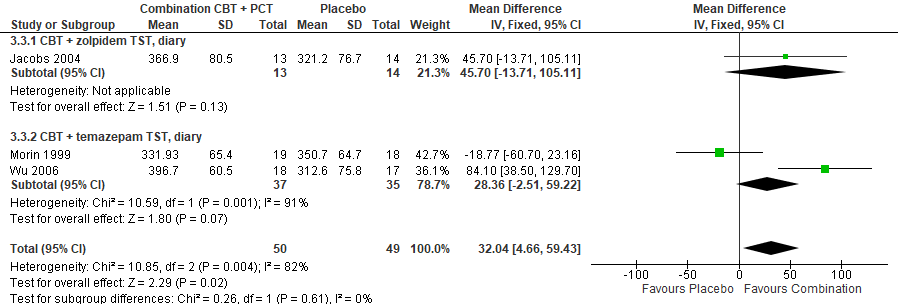 Combination CBT + PCT Placebo Mean Difference Mean Difference
Study or Subgroup Mean SD Total Mean SD Total Weight IV, Fixed, 95% CI IV, Fixed, 95% CI
3.3.1 CBT + zolpidem TST, diary
Jacobs 2004 366.9 80.5 13 321.2 76.7 14 21.3% 45.70 [-13.71, 105.11]
Subtotal (95% CI) 13 14 21.3% 45.70 [-13.71, 105.11]
Heterogeneity: Not applicable
Test for overall effect: Z = 1.51 (P = 0.13)
3.3.2 CBT + temazepam TST, diary
Morin 1999 331.93 65.4 19 350.7 64.7 18 42.7% -18.77 [-60.70, 23.16]
Wu 2006 396.7 60.5 18 312.6 75.8 17 36.1% 84.10 [38.50, 129.70]
Subtotal (95% CI) 37 35 78.7% 28.36 [-2.51, 59.22]
Heterogeneity: Chi² = 10.59, df = 1 (P = 0.001); I² = 91%
Test for overall effect: Z = 1.80 (P = 0.07)
Total (95% CI) 50 49 100.0% 32.04 [4.66, 59.43]
Heterogeneity: Chi² = 10.85, df = 2 (P = 0.004); I² = 82%
Test for overall effect: Z = 2.29 (P = 0.02)
Test for subgroup differences: Chi² = 0.26, df = 1 (P = 0.61), I² = 0%
-100 -50 0 50 100
Favours Placebo Favours Combination